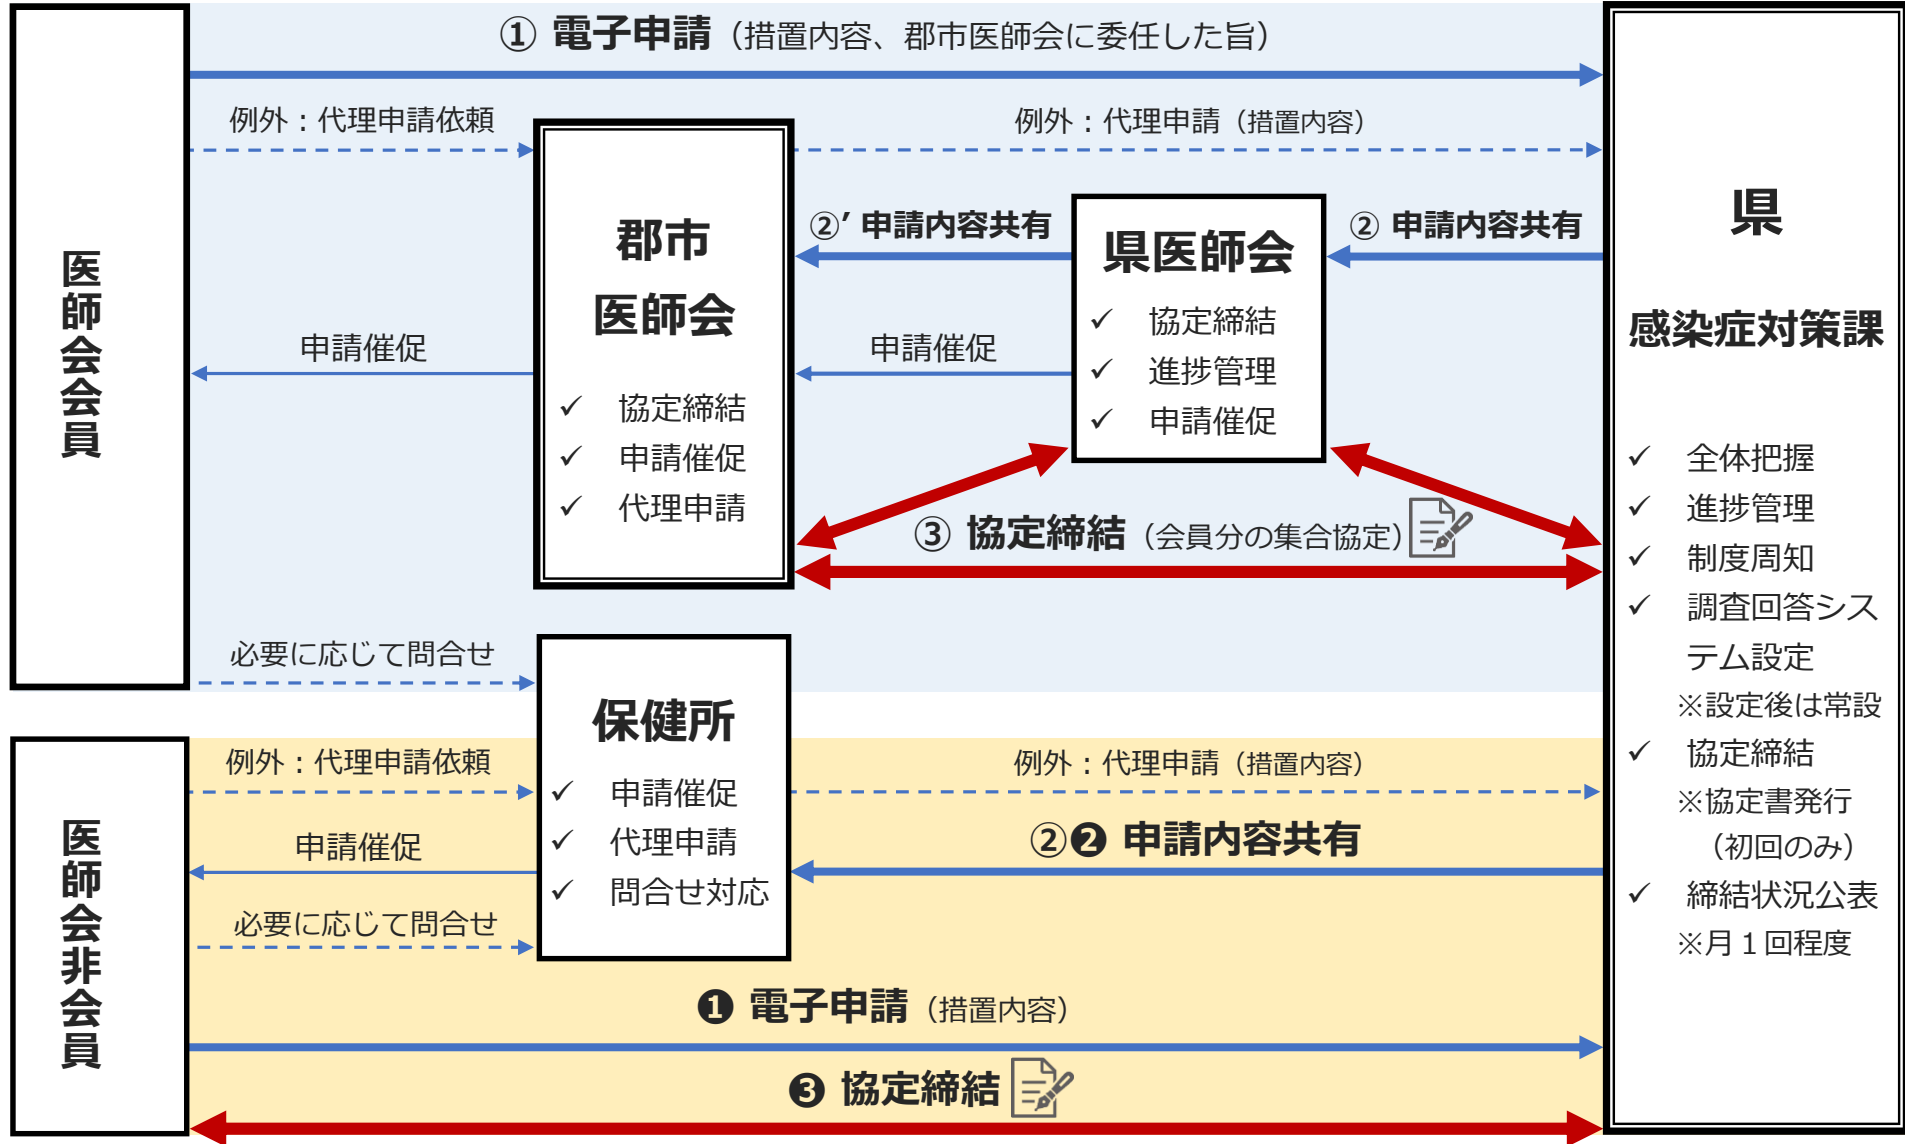 ① 電子申請（措置内容、郡市医師会に委任した旨）
例外：代理申請依頼
例外：代理申請（措置内容）
医師会会員
郡市
医師会
✓ 協定締結
✓ 申請催促
✓ 代理申請
②’ 申請内容共有
② 申請内容共有
県医師会
✓ 協定締結
✓ 進捗管理
✓ 申請催促
申請催促
申請催促
③ 協定締結（会員分の集合協定）
必要に応じて問合せ
県
感染症対策課
✓ 全体把握
✓ 進捗管理
✓ 制度周知
✓ 調査回答シス
テム設定
※設定後は常設
✓ 協定締結
※協定書発行
（初回のみ）
✓ 締結状況公表
※月１回程度
医師会非会員
例外：代理申請依頼
保健所
✓ 申請催促
✓ 代理申請
✓ 問合せ対応
例外：代理申請（措置内容）
申請催促
②❷ 申請内容共有
必要に応じて問合せ
❶ 電子申請（措置内容）
❸ 協定締結